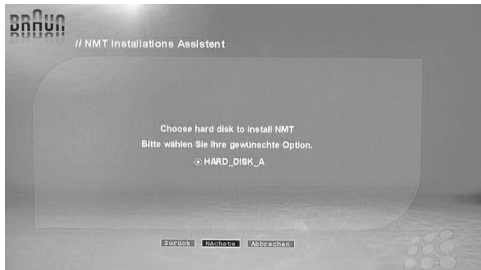 BRAUN
// NMT Installations Assistent
Choose hard disk to install NMT
Bitte wählen Sie Ihre gewünschte Option.
HARD_DISK_A
Zurück Nächste Abbrechen